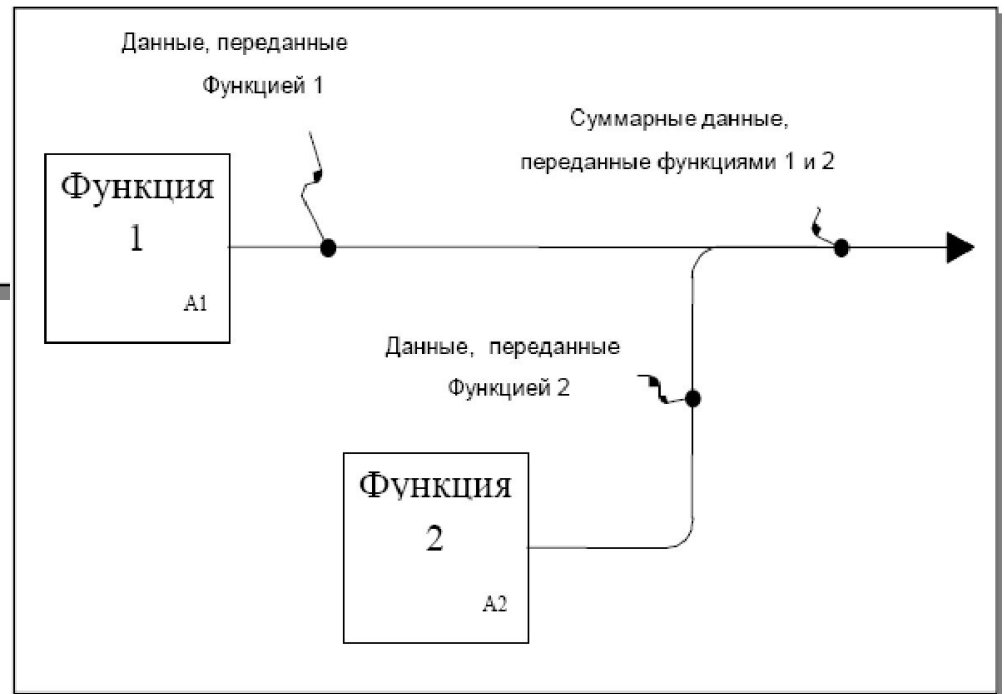 Данные, переданные
Функцией 1
Суммарные данные,
переданные функциями 1 и 2
Функция
1
A1
Данные, переданные
Функцией 2
Функция
2
A2